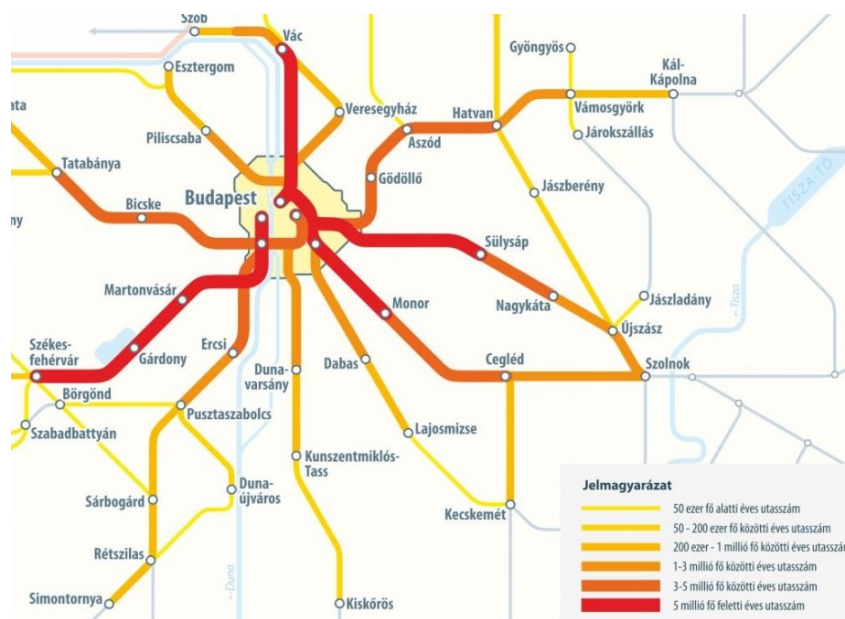 Szob
Vác
Esztergom
Veresegyház
Piliscsaba
Gyöngyös
Kál-
Kápolna
Hatvan
Vámosgyörk
Aszód
Járokszállás
ata
Tatabánya
Gödöllő
Budapest
Jászberény
Bicske
ny
TISZA-TÓ
Sülysáp
Martonvásár
Nagykáta
Jászladány
←Tisza
Monor
Újszász
Székes-
fehérvár
Gárdony
Ercsi
Duna-
varsány
Dabas
Cegléd
Szolnok
Börgönd
Pusztaszabolcs
Szabadbattyán
Lajosmizse
Kunszentmiklós-
Tass
Sárbogárd
Duna-
újváros
Kecskemét
Rétszilas
←Duna
Simontornya
Kiskőrös
Jelmagyarázat
50 ezer fő alatti éves utasszám
50 - 200 ezer fő közötti éves utasszám
200 ezer - 1 millió fő közötti éves utasszám
1-3 millió fő közötti éves utasszám
3-5 millió fő közötti éves utasszám
5 millió fő feletti éves utasszám